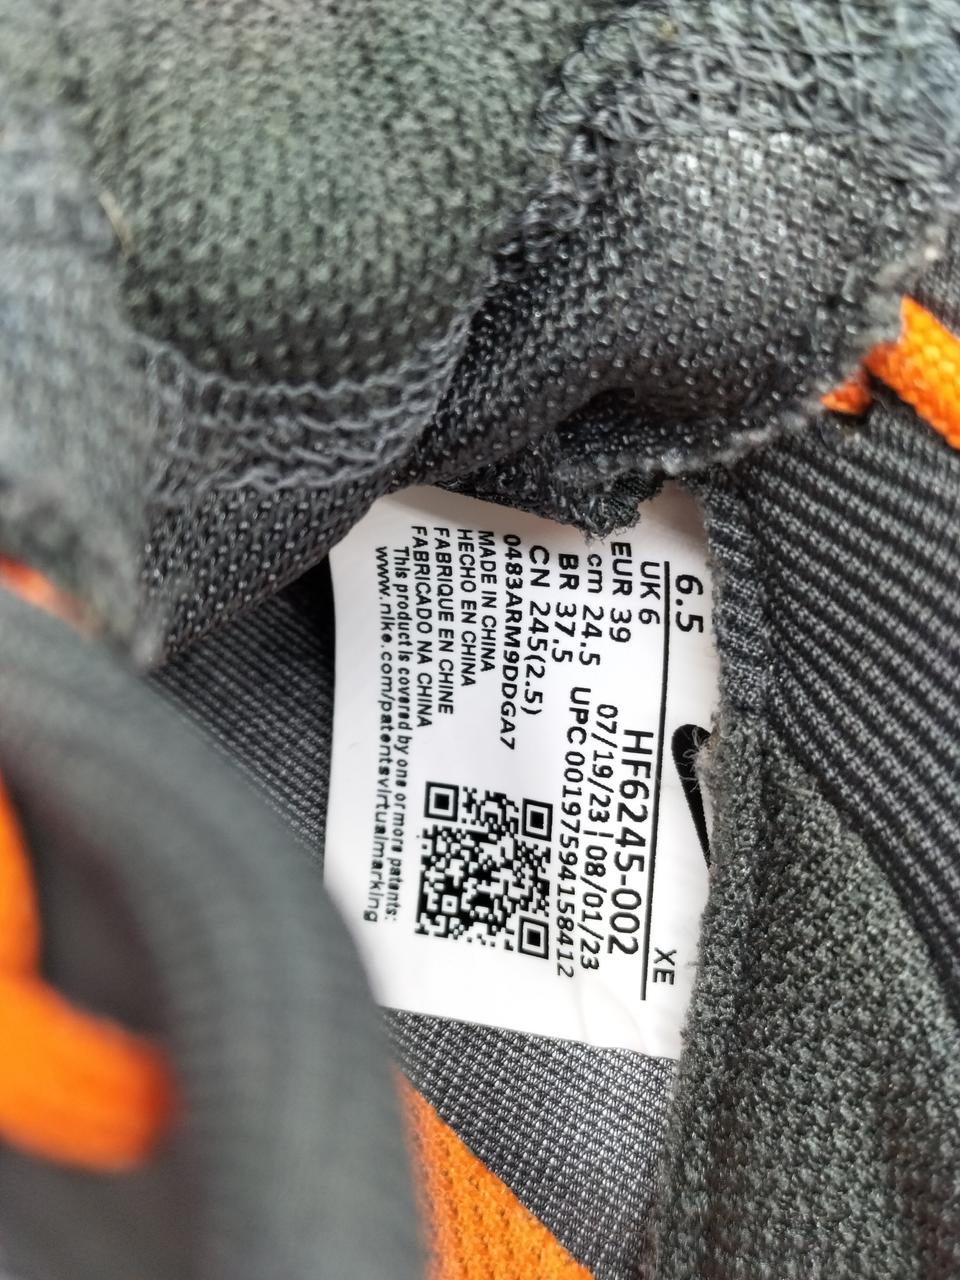 6.5
UK 6 XE
EUR 39 HF6245-002
cm 24.5 07/19/23|08/01/23
BR 37.5 UPC 00197594158412
CN 245(2.5)
0483ARM9DDGA7
MADE IN CHINA
HECHO EN CHINA
FABRIQUE EN CHINE
FABRICADO NA CHINA
This product is covered by one or more patents:
www.nike.com/patentsvirtualmarking